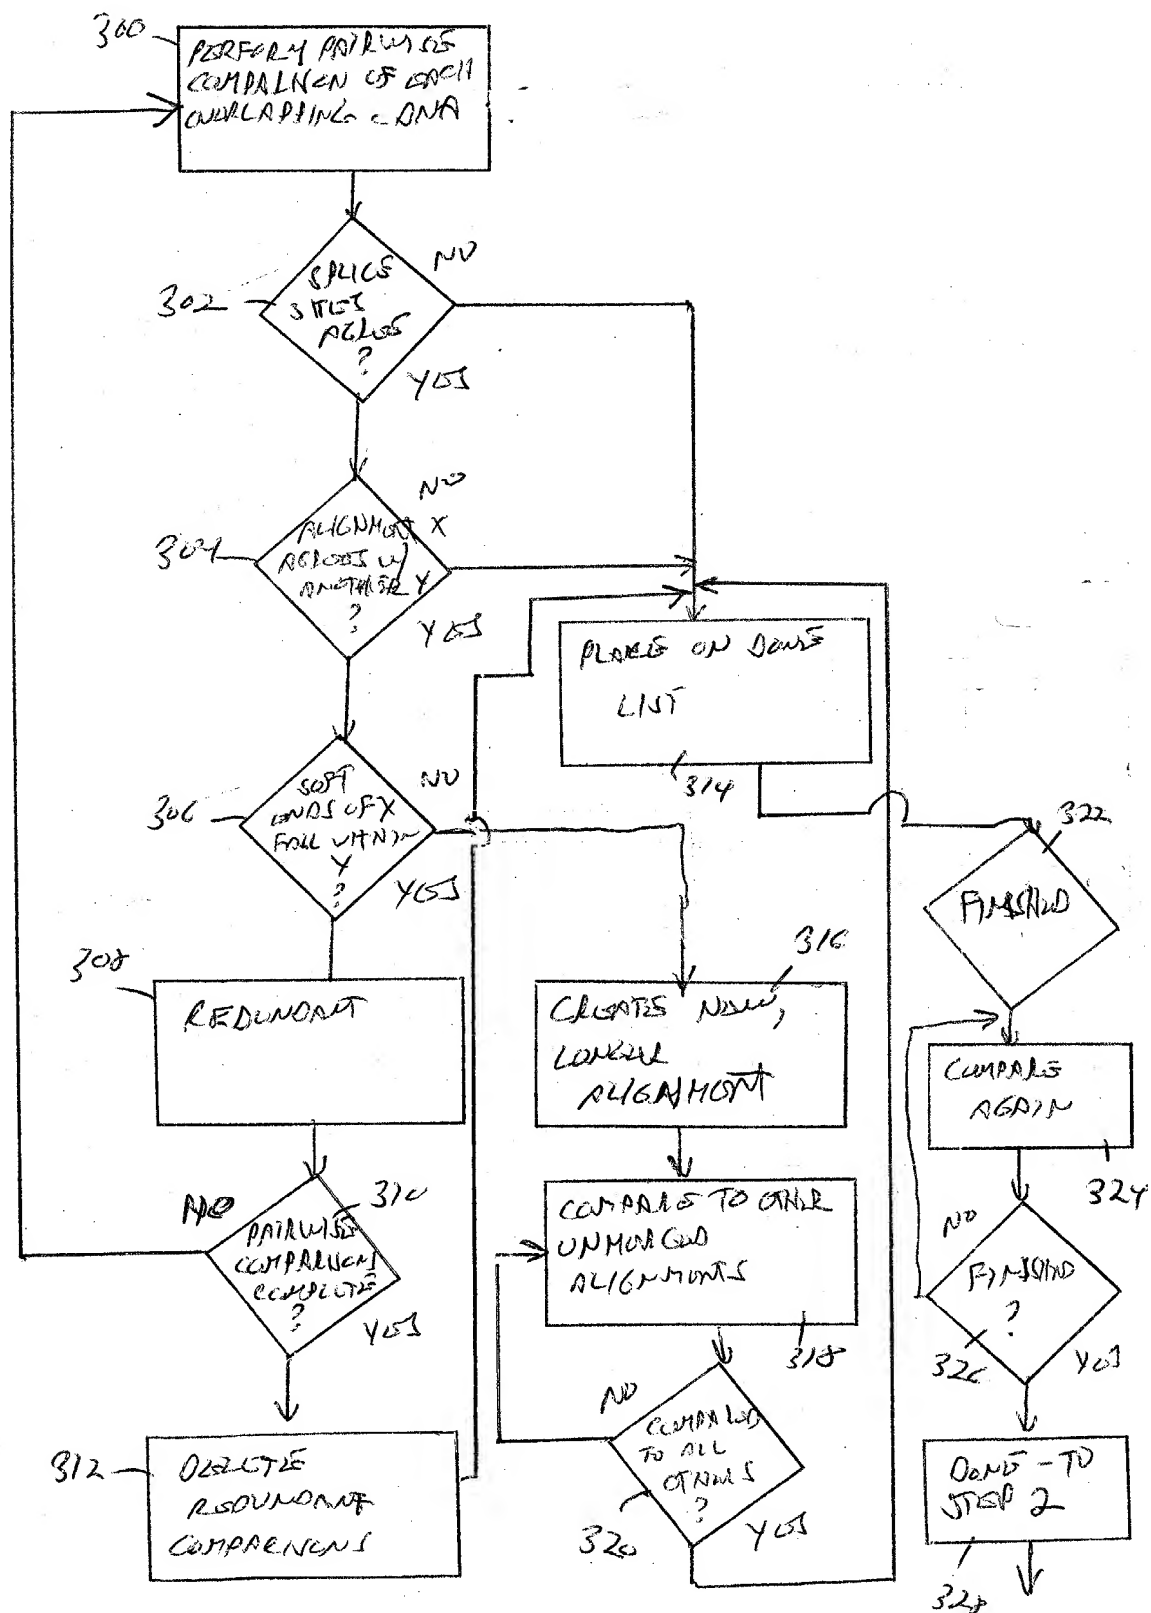 300
PERFORM PAIRWISE
COMPARISON OF EACH
OVERLAPPING cDNA
302
SPLICE
SITES
AGREE
?
NO
YES
304
ALIGNMENT X
AGREES W/
ANOTHER Y
?
NO
YES
306
SOFT
ENDS OF X
FALL WITHIN
Y
?
NO
YES
308
REDUNDANT
310
PAIRWISE
COMPARISONS
COMPLETE
?
NO
YES
312
DELETE
REDUNDANT
COMPARISONS
PLACE ON DONE
LIST
314
316
CREATE NEW,
LONGER
ALIGNMENT
COMPARE TO OTHER
UNMERGED
ALIGNMENTS
318
NO
COMPARED
TO ALL
OTHERS
?
320
YES
322
FINISHED
COMPARE
AGAIN
324
NO
FINISHED
?
326
YES
DONE - TO
STEP 2
328